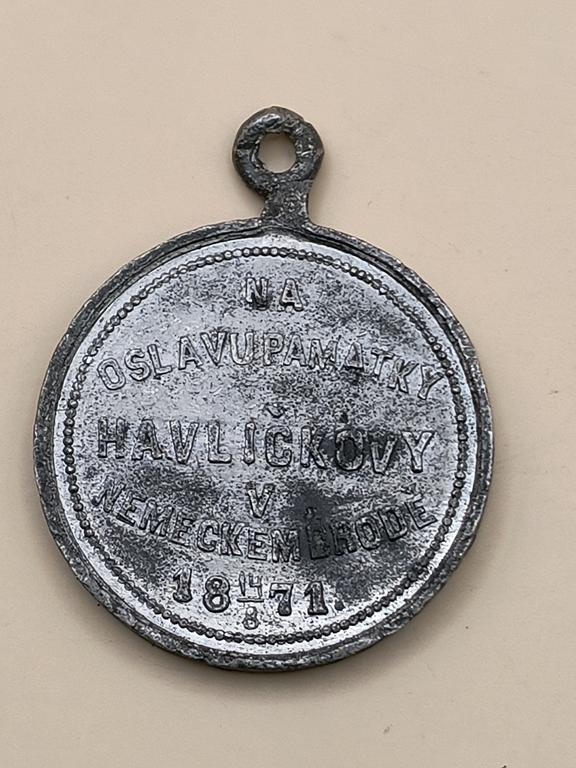 NA
OSLAVU PAMÁTKY
HAVLÍČKOVY
V
NĚMECKÉM BRODĚ
18 14/8 71.